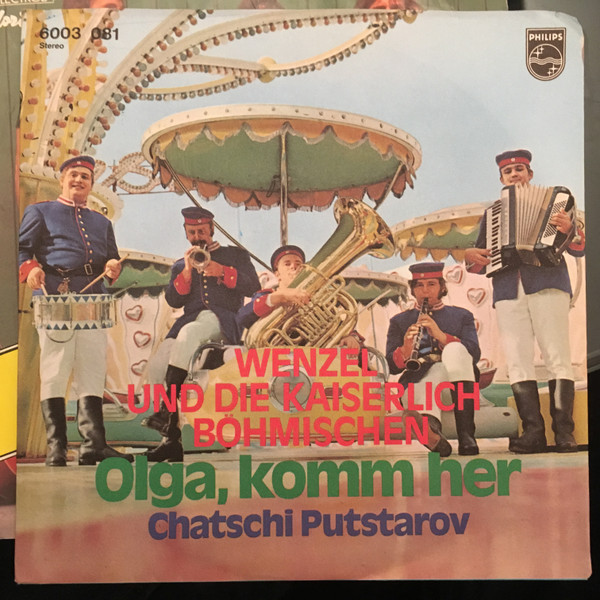 6003 081
Stereo
PHILIPS
WENZEL
UND DIE KAISERLICH
BÖHMISCHEN
Olga, komm her
Chatschi Putstarov